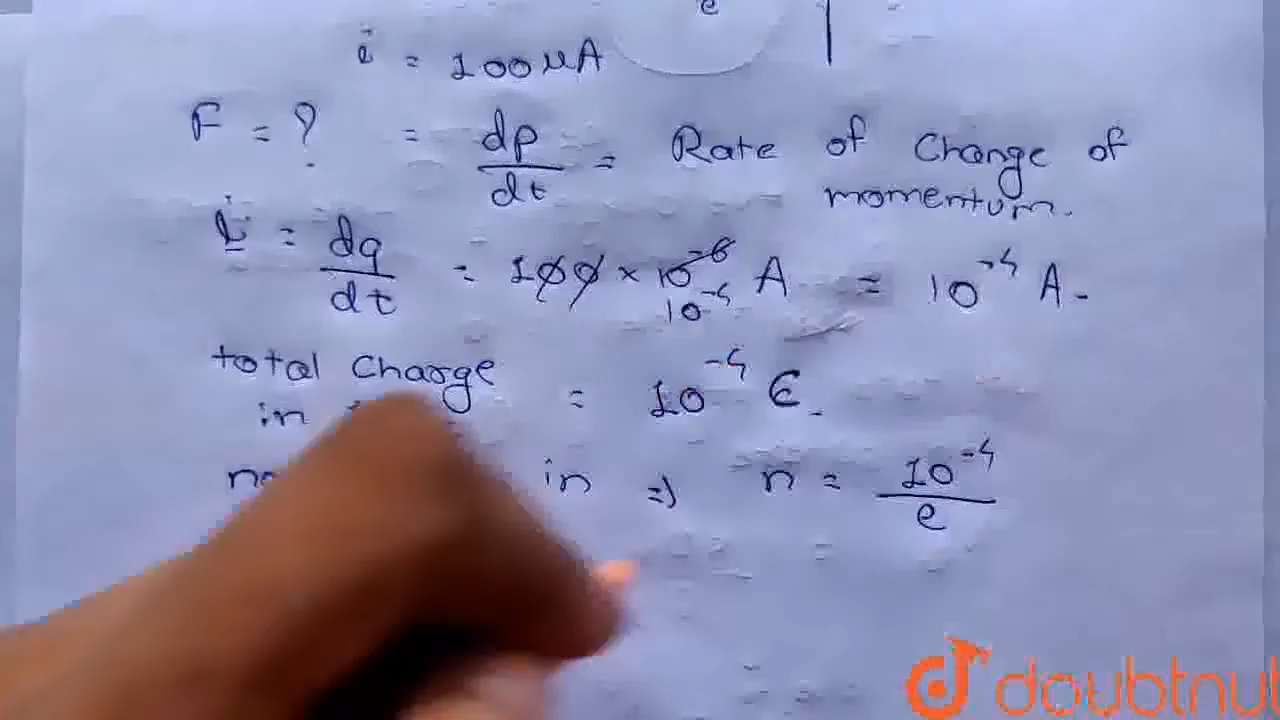 e
i = 100 μA
F = ? = dp/dt = Rate of Change of momentum.
i = dq/dt = 100 × 10^-6 A = 10^-4 A.
10^-4
total Charge = 10^-4 C.
in
in => n = 10^-4/e
doubtnut